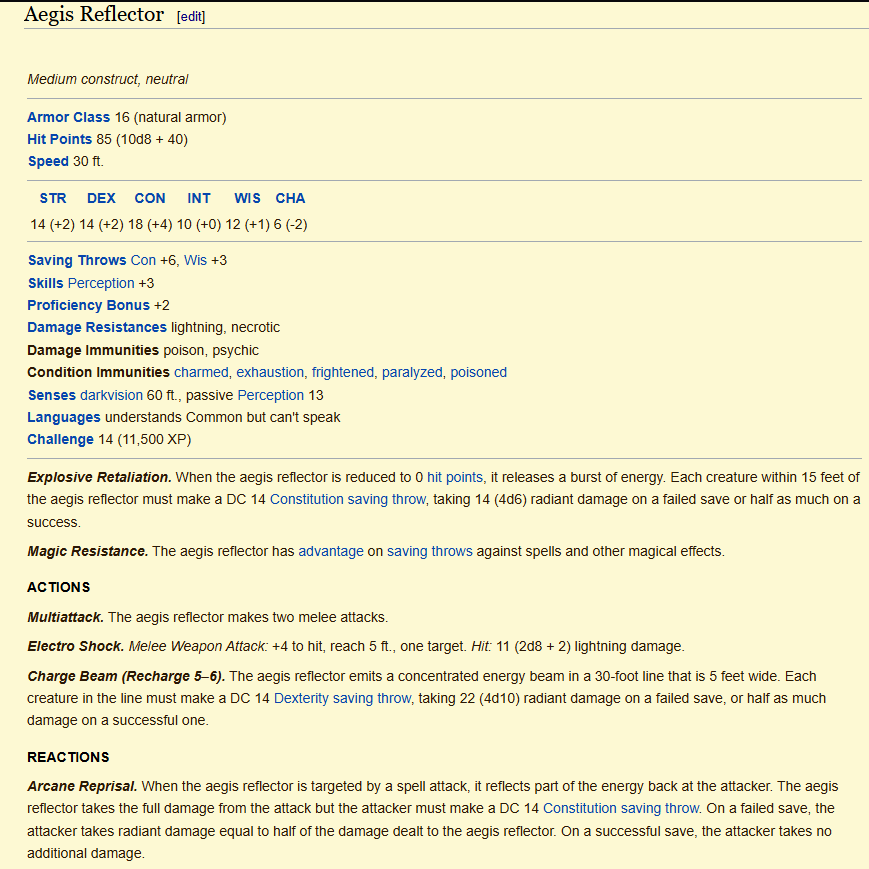 Aegis Reflector [edit]
Medium construct, neutral
Armor Class 16 (natural armor)
Hit Points 85 (10d8 + 40)
Speed 30 ft.
STR DEX CON INT WIS CHA
14 (+2) 14 (+2) 18 (+4) 10 (+0) 12 (+1) 6 (-2)
Saving Throws Con +6, Wis +3
Skills Perception +3
Proficiency Bonus +2
Damage Resistances lightning, necrotic
Damage Immunities poison, psychic
Condition Immunities charmed, exhaustion, frightened, paralyzed, poisoned
Senses darkvision 60 ft., passive Perception 13
Languages understands Common but can't speak
Challenge 14 (11,500 XP)
Explosive Retaliation. When the aegis reflector is reduced to 0 hit points, it releases a burst of energy. Each creature within 15 feet of
the aegis reflector must make a DC 14 Constitution saving throw, taking 14 (4d6) radiant damage on a failed save or half as much on a
success.
Magic Resistance. The aegis reflector has advantage on saving throws against spells and other magical effects.
ACTIONS
Multiattack. The aegis reflector makes two melee attacks.
Electro Shock. Melee Weapon Attack: +4 to hit, reach 5 ft., one target. Hit: 11 (2d8 + 2) lightning damage.
Charge Beam (Recharge 5–6). The aegis reflector emits a concentrated energy beam in a 30-foot line that is 5 feet wide. Each
creature in the line must make a DC 14 Dexterity saving throw, taking 22 (4d10) radiant damage on a failed save, or half as much
damage on a successful one.
REACTIONS
Arcane Reprisal. When the aegis reflector is targeted by a spell attack, it reflects part of the energy back at the attacker. The aegis
reflector takes the full damage from the attack but the attacker must make a DC 14 Constitution saving throw. On a failed save, the
attacker takes radiant damage equal to half of the damage dealt to the aegis reflector. On a successful save, the attacker takes no
additional damage.